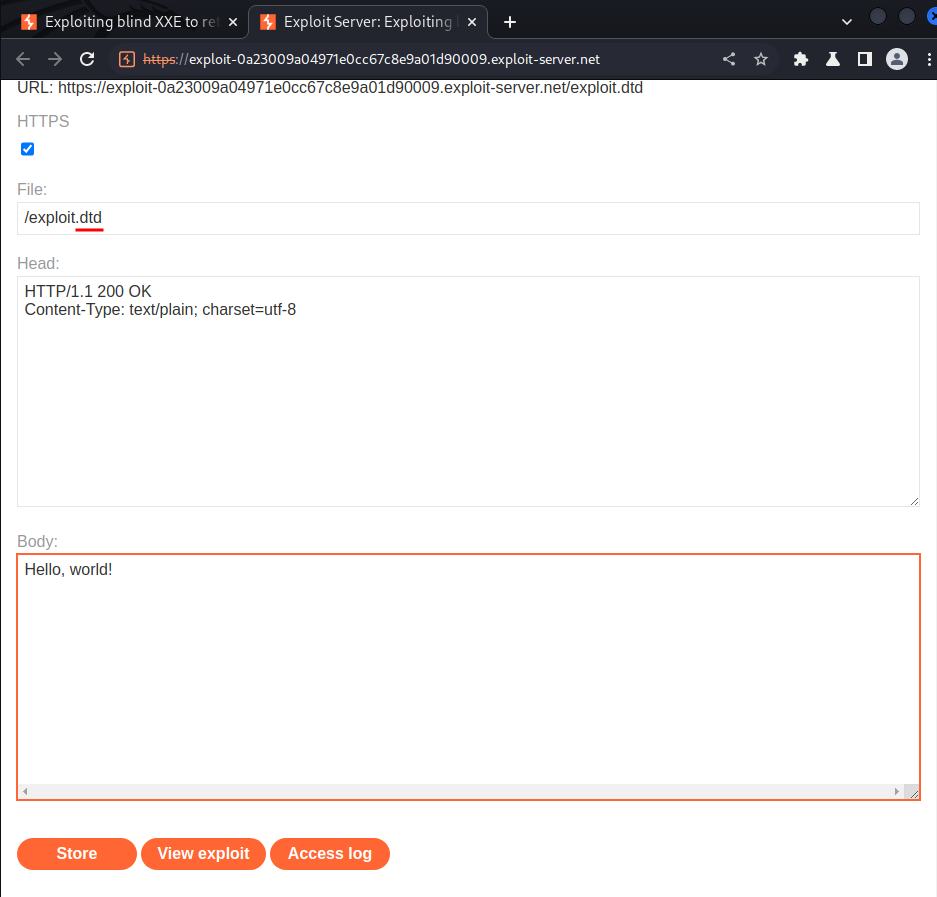 Exploiting blind XXE to ret
Exploit Server: Exploiting
https://exploit-0a23009a04971e0cc67c8e9a01d90009.exploit-server.net
URL: https://exploit-0a23009a04971e0cc67c8e9a01d90009.exploit-server.net/exploit.dtd
HTTPS
File:
/exploit.dtd
Head:
HTTP/1.1 200 OK
Content-Type: text/plain; charset=utf-8
Body:
Hello, world!
Store View exploit Access log